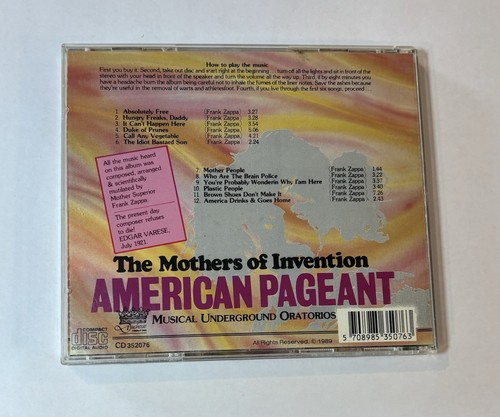 How to play the music
First you buy it. Second, take out disc and start right at the beginning ... turn off all the lights and sit in front of the
stereo with your head in front of the speaker and turn the volume all the way up. Third, if by eight minutes you
have a headache burn the album being careful not to inhale the fumes of the liner notes. Save the ashes because
they're useful in the removal of warts and athlensfoot. Fourth, if you live through the first six songs, proceed.
1. Absolutely Free (Frank Zappa) 3.27
2. Hungry Freaks, Daddy (Frank Zappa) 3.28
3. It Can't Happen Here (Frank Zappa) 3:54
4. Duke of Prunes (Frank Zappa) 5:06
5. Call Any Vegetable (Frank Zappa) 4:21
6. The Idiot Bastard Son (Frank Zappa) 2:24
7. Mother People (Frank Zappa) 1.44
8. Who Are The Brain Police (Frank Zappa) 3.22
9. You're Probably Wonderin Why I'am Here (Frank Zappa) 3:37
10. Plastic People (Frank Zappa) 3:40
11. Brown Shoes Don't Make It (Frank Zappa) 7:26
12. America Drinks & Goes Home (Frank Zappa) 2.43
All the music heard
on this album was
composed, arranged
& scientifically
mutilated by
Mother Superior
Frank Zappa.
The present day
composer refuses
to die!
EDGAR VARESE.
July 1921.
The Mothers of Invention
AMERICAN PAGEANT
MUSICAL UNDERGROUND ORATORIOS
COMPACT
disc
DIGITAL AUDIO
CD 352076
All Rights Reserved. © 1989
5 708985 350763